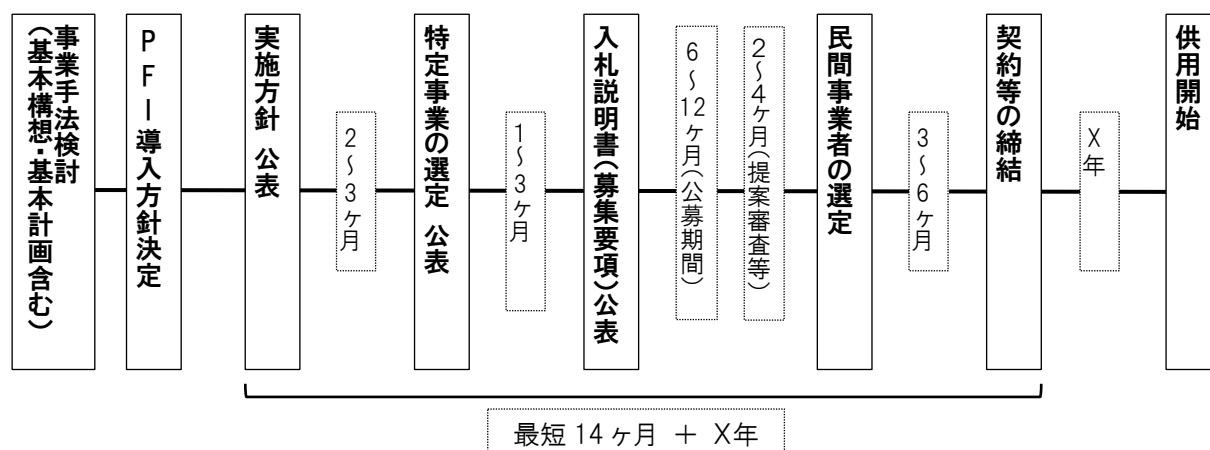 事業手法検討
(基本構想・基本計画含む)
PFI導入方針決定
実施方針 公表
2～3ヶ月
特定事業の選定 公表
1～3ヶ月
入札説明書(募集要項)公表
6～12ヶ月(公募期間)
2～4ヶ月(提案審査等)
民間事業者の選定
3～6ヶ月
契約等の締結
X年
供用開始
最短 14 ヶ月 + X年